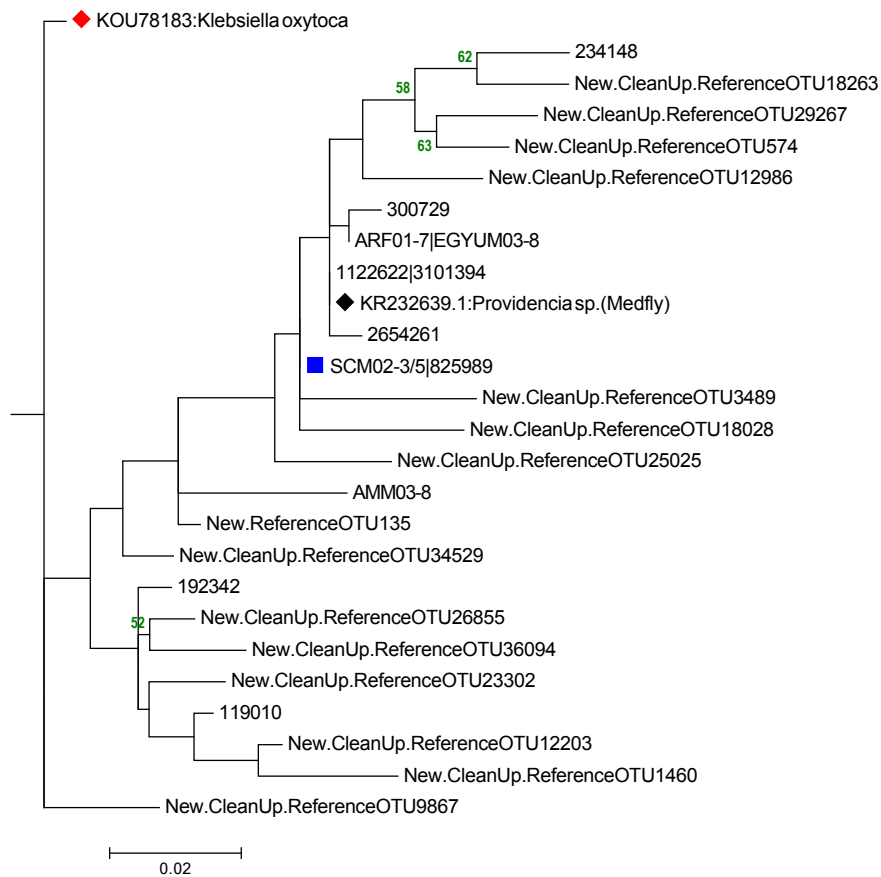 KOU78183:Klebsiella oxytoca
234148
62
New.CleanUp.ReferenceOTU18263
58
New.CleanUp.ReferenceOTU29267
63
New.CleanUp.ReferenceOTU574
New.CleanUp.ReferenceOTU12986
300729
ARF01-7|EGYUM03-8
1122622|3101394
KR232639.1:Providencia sp.(Medfly)
2654261
SCM02-3/5|825989
New.CleanUp.ReferenceOTU3489
New.CleanUp.ReferenceOTU18028
New.CleanUp.ReferenceOTU25025
AMM03-8
New.ReferenceOTU135
New.CleanUp.ReferenceOTU34529
192342
52
New.CleanUp.ReferenceOTU26855
New.CleanUp.ReferenceOTU36094
New.CleanUp.ReferenceOTU23302
119010
New.CleanUp.ReferenceOTU12203
New.CleanUp.ReferenceOTU1460
New.CleanUp.ReferenceOTU9867
0.02